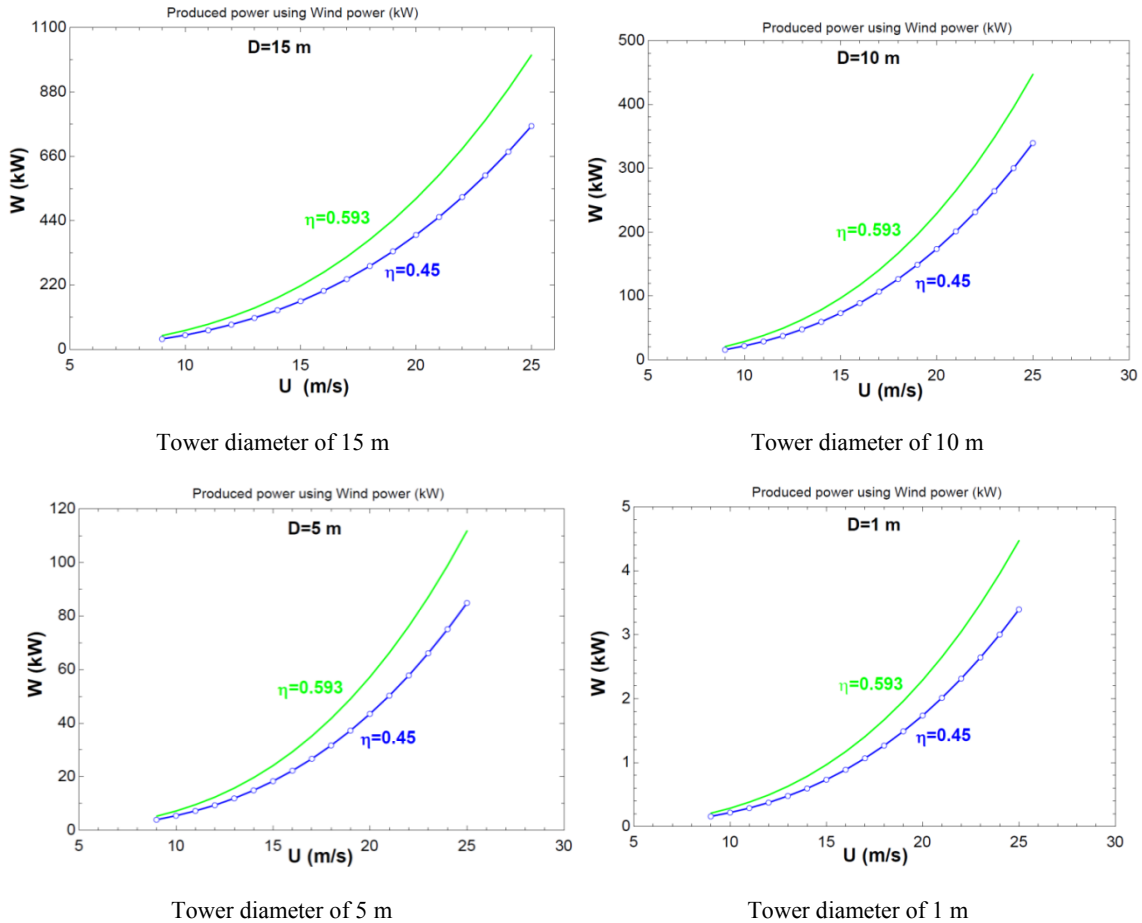 Produced power using Wind power (kW)
D=15 m
1100
880
660
440
220
0
W (kW)
η=0.593
η=0.45
5
10
15
20
25
U (m/s)
Tower diameter of 15 m
Produced power using Wind power (kW)
D=10 m
500
400
300
200
100
0
W (kW)
η=0.593
η=0.45
5
10
15
20
25
30
U (m/s)
Tower diameter of 10 m
Produced power using Wind power (kW)
D=5 m
120
100
80
60
40
20
0
W (kW)
η=0.593
η=0.45
5
10
15
20
25
30
U (m/s)
Tower diameter of 5 m
Produced power using Wind power (kW)
D=1 m
5
4
3
2
1
0
W (kW)
η=0.593
η=0.45
5
10
15
20
25
30
U (m/s)
Tower diameter of 1 m